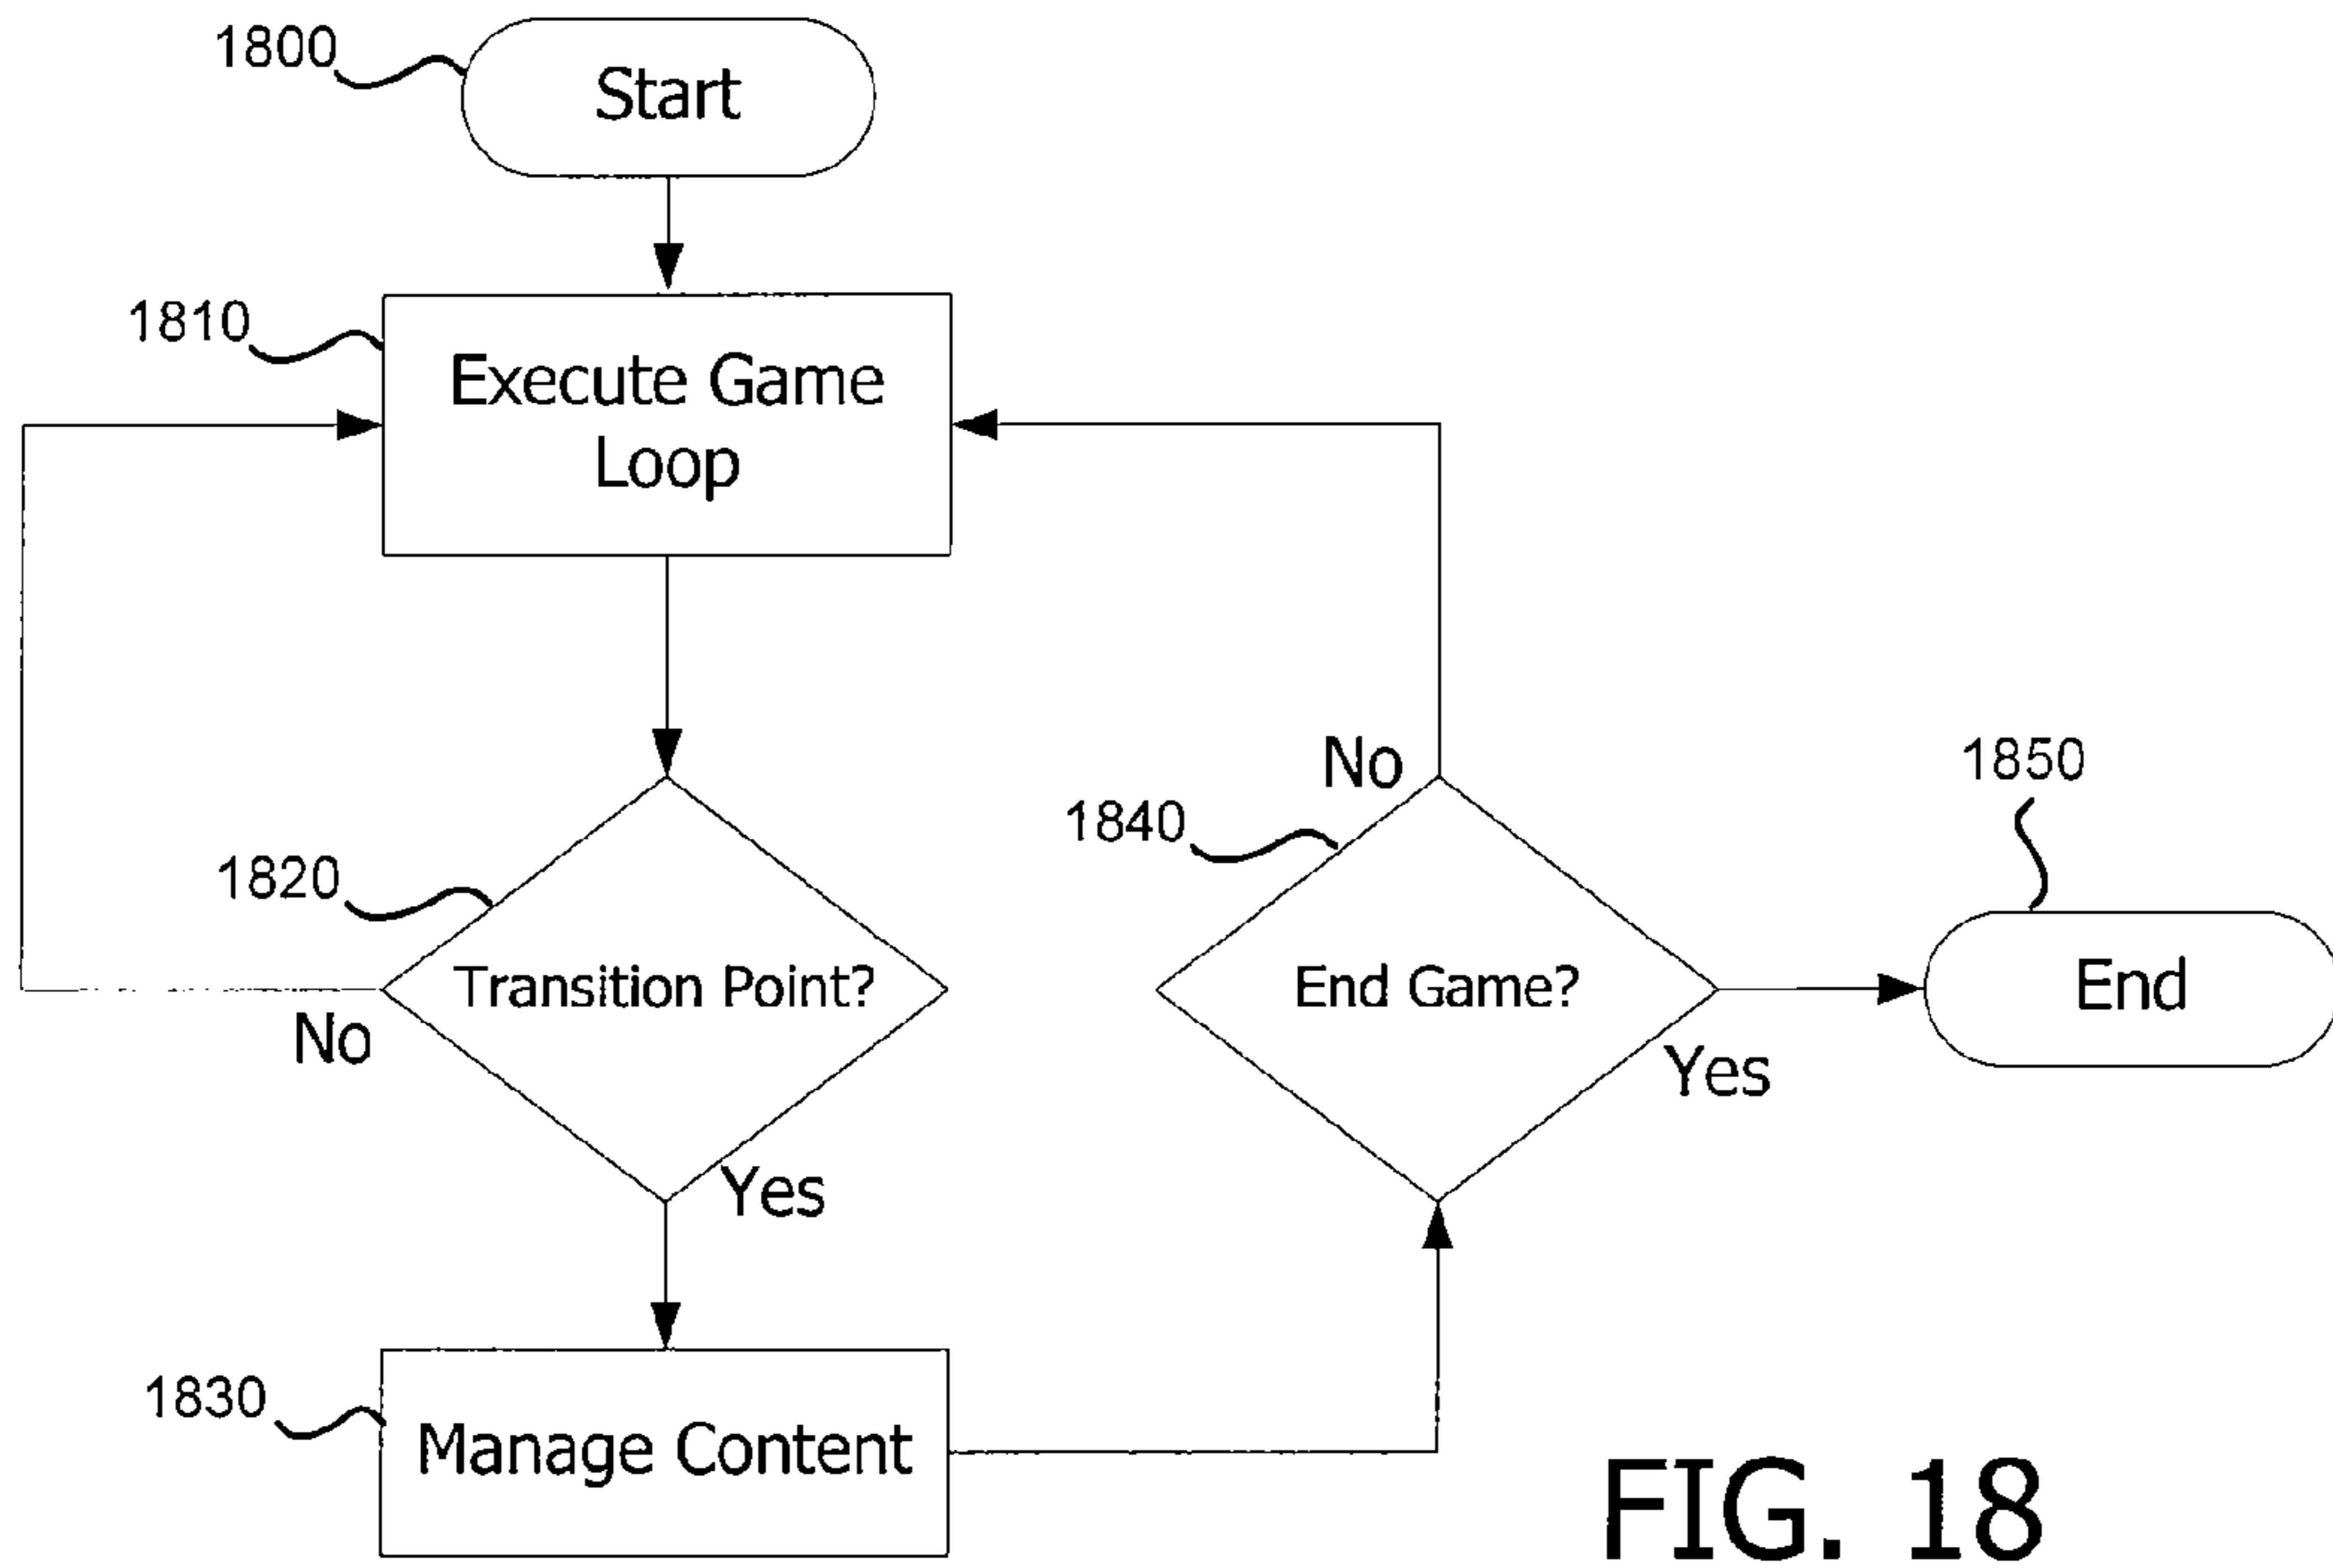 1800
Start
1810
Execute Game
Loop
1820
Transition Point?
No
Yes
1830
Manage Content
1840
End Game?
No
Yes
1850
End
FIG. 18